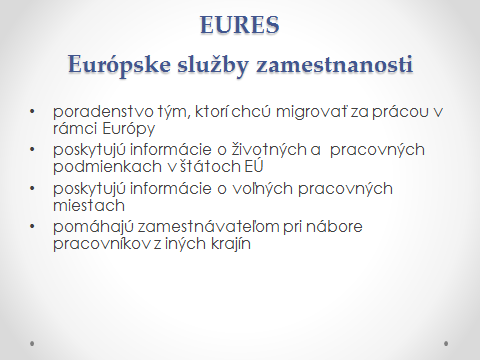 EURES
Európske služby zamestnanosti
• poradenstvo tým, ktorí chcú migrovať za prácou v
rámci Európy
• poskytujú informácie o životných a pracovných
podmienkach v štátoch EÚ
• poskytujú informácie o voľných pracovných
miestach
• pomáhajú zamestnávateľom pri nábore
pracovníkov z iných krajín